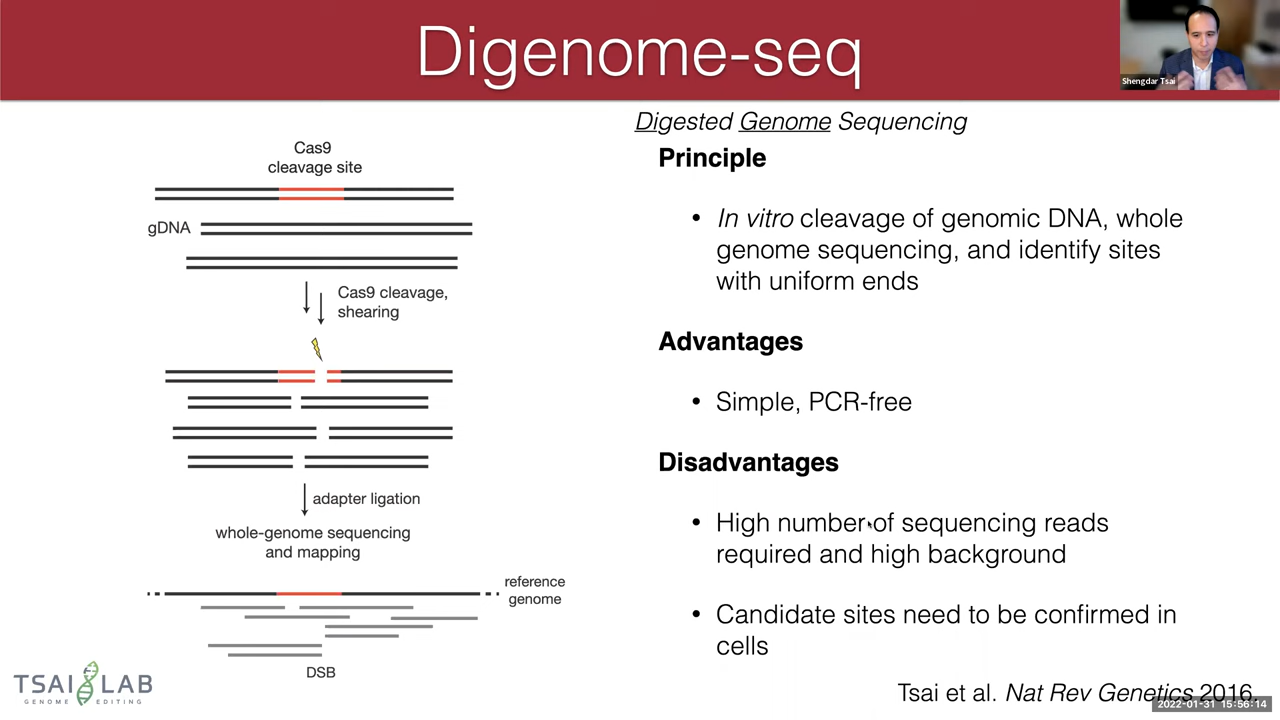 Digenome-seq
Shengdar Tsai
Digested Genome Sequencing
Cas9
cleavage site
gDNA
Cas9 cleavage,
shearing
adapter ligation
whole-genome sequencing
and mapping
reference
genome
DSB
Principle
• In vitro cleavage of genomic DNA, whole
genome sequencing, and identify sites
with uniform ends
Advantages
• Simple, PCR-free
Disadvantages
• High number of sequencing reads
required and high background
• Candidate sites need to be confirmed in
cells
TSAI LAB
GENOME EDITING
Tsai et al. Nat Rev Genetics 2016.
2022-01-31 15:56:14